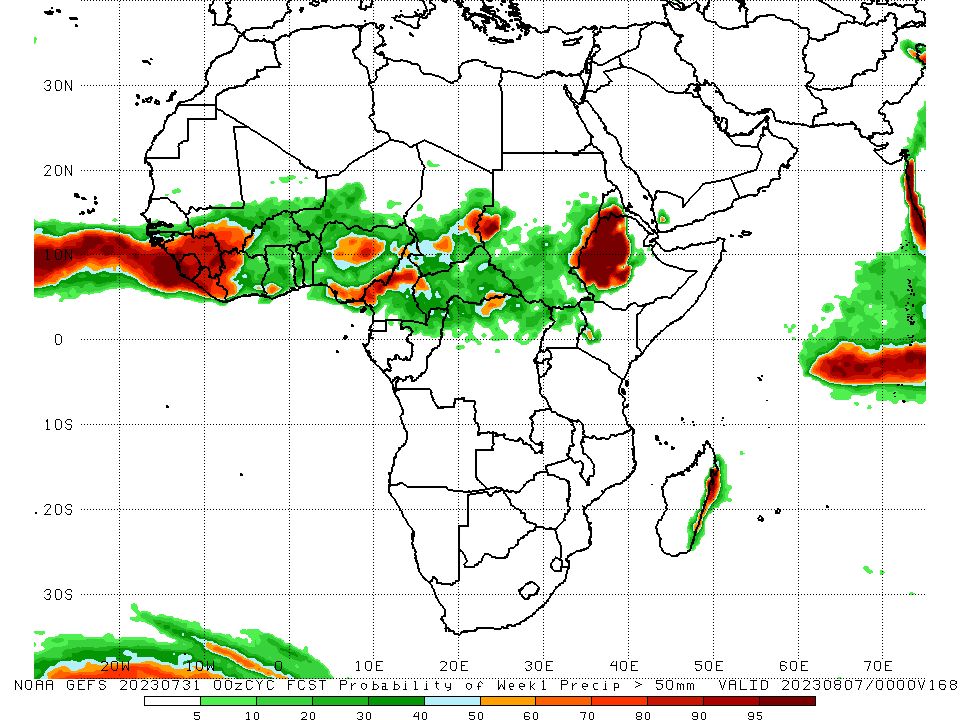 30N
20N
10N
0
10S
20S
30S
20W 10W 0 10E 20E 30E 40E 50E 60E 70E
NOAA GEFS 20230731 00zCYC FCST Probability of Week1 Precip > 50mm VALID 20230807/0000V168
5 10 20 30 40 50 60 70 80 90 95